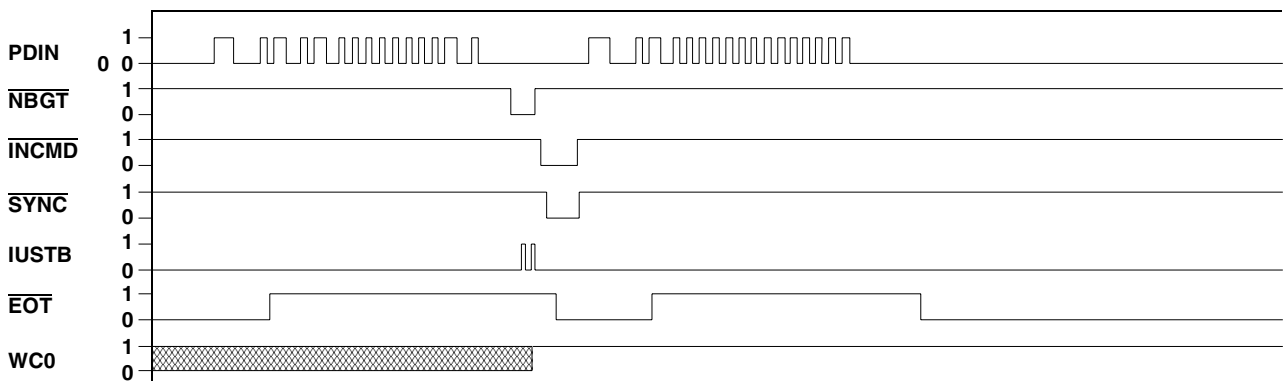 PDIN 1
0 0
NBGT 1
0
INCMD 1
0
SYNC 1
0
IUSTB 1
0
EOT 1
0
WC0 1
0